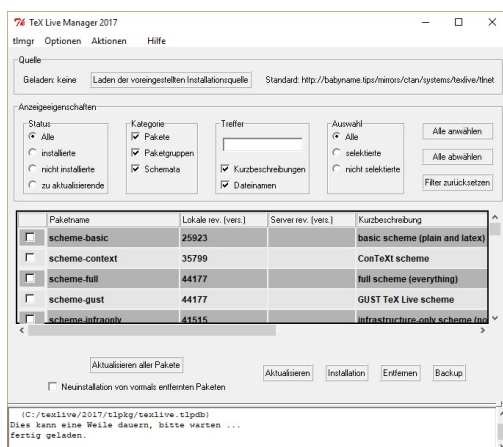 TeX Live Manager 2017
tlmgr Optionen Aktionen Hilfe
Quelle
Geladen: keine Laden der voreingestellten Installationsquelle Standard: http://babyname.tips/mirrors/ctan/systems/texlive/tlnet
Anzeigeeigenschaften
Status Kategorie Treffer Auswahl
Alle Pakete Alle Alle anwählen
installierte Paketgruppen selektierte Alle abwählen
nicht installierte Schemata Kurzbeschreibungen nicht selektierte
zu aktualisierende Dateinamen Filter zurücksetzen
Paketname Lokale rev. (vers.) Server rev. (vers.) Kurzbeschreibung
scheme-basic 25923 basic scheme (plain and latex)
scheme-context 35799 ConTeXt scheme
scheme-full 44177 full scheme (everything)
scheme-gust 44177 GUST TeX Live scheme
scheme-infraonly 41515 infrastructure-only scheme (no
Aktualisieren aller Pakete Aktualisieren Installation Entfernen Backup
Neuinstallation von vormals entfernten Paketen
(C:/texlive/2017/tlpkg/texlive.tlpdb)
Dies kann eine Weile dauern, bitte warten ...
fertig geladen.